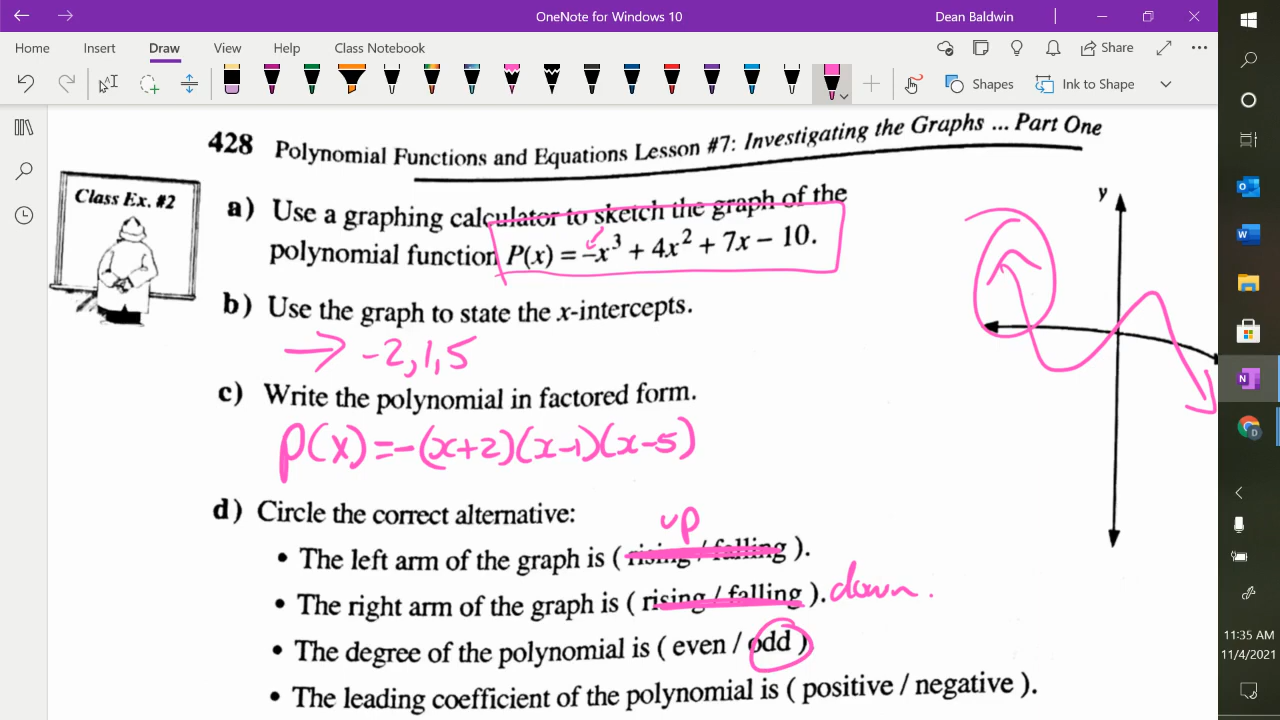 OneNote for Windows 10
Dean Baldwin
Home Insert Draw View Help Class Notebook
Share
Shapes
Ink to Shape
428 Polynomial Functions and Equations Lesson #7: Investigating the Graphs ... Part One
Class Ex. #2
a) Use a graphing calculator to sketch the graph of the
polynomial function P(x) = –x³ + 4x² + 7x – 10.
y
b) Use the graph to state the x-intercepts.
→ -2, 1, 5
c) Write the polynomial in factored form.
P(x) = -(x+2)(x-1)(x-5)
d) Circle the correct alternative:
up
• The left arm of the graph is ( rising / falling ).
• The right arm of the graph is ( rising / falling ). down.
• The degree of the polynomial is ( even / odd )
• The leading coefficient of the polynomial is ( positive / negative ).
11:35 AM
11/4/2021